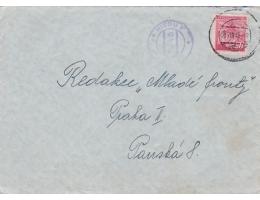 Redakce „Mladé fronty"
Praha II
Panská 8.